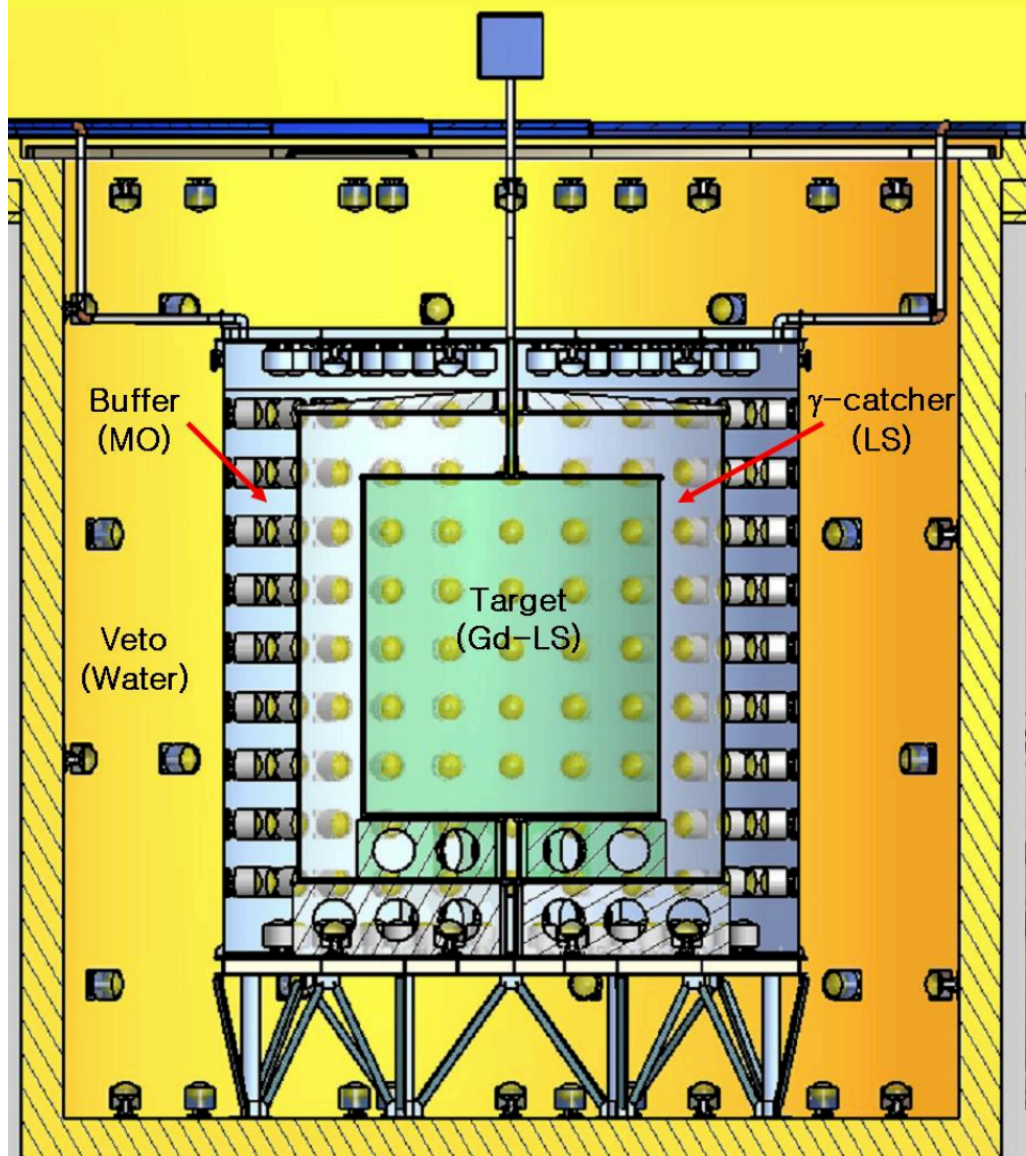 Buffer
(MO)
γ-catcher
(LS)
Target
(Gd-LS)
Veto
(Water)